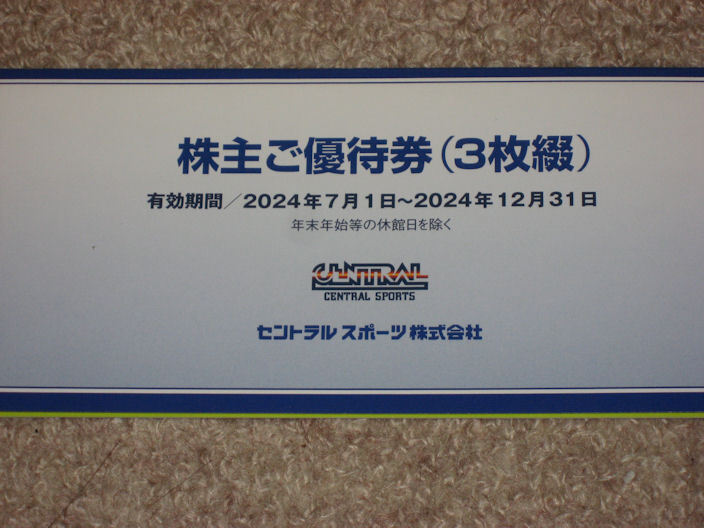 株主ご優待券(3枚綴)
有効期間/2024年7月1日~2024年12月31日
年末年始等の休館日を除く
CENTRAL
CENTRAL SPORTS
セントラルスポーツ株式会社